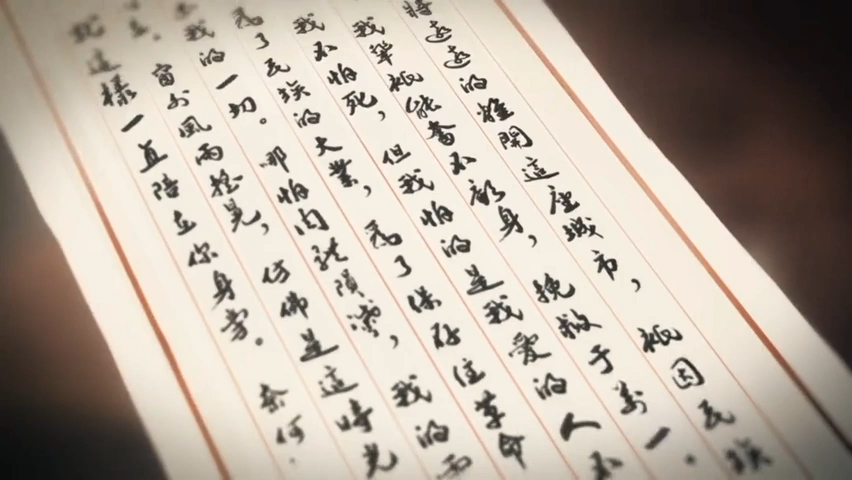 將遠遠的離開這座城市，祇因民族
我輩祇能奮不顧身，挽救于萬一。
我不怕死，但我怕的是我愛的人不
為了民族的大業，為了保存住革命
我的一切。哪怕肉體隕滅，我的
窗外風雨搖晃，仿佛是這時光
就這樣一直陪在你身旁。奈何